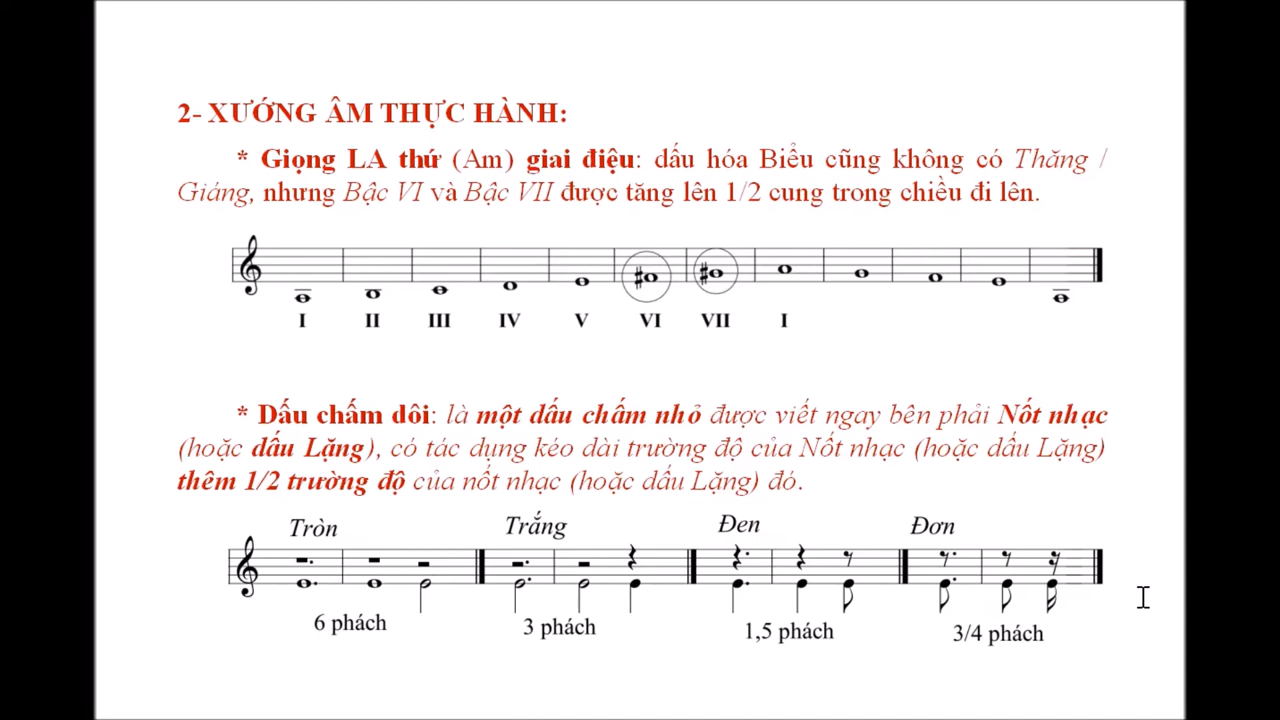 2- XƯỚNG ÂM THỰC HÀNH:
* Giọng LA thứ (Am) giai điệu: dấu hóa Biểu cũng không có Thăng /
Giáng, nhưng Bậc VI và Bậc VII được tăng lên 1/2 cung trong chiều đi lên.
I II III IV V VI VII I
* Dấu chấm dôi: là một dấu chấm nhỏ được viết ngay bên phải Nốt nhạc
(hoặc dấu Lặng), có tác dụng kéo dài trường độ của Nốt nhạc (hoặc dấu Lặng)
thêm 1/2 trường độ của nốt nhạc (hoặc dấu Lặng) đó.
Tròn Trắng Đen Đơn
6 phách 3 phách 1,5 phách 3/4 phách